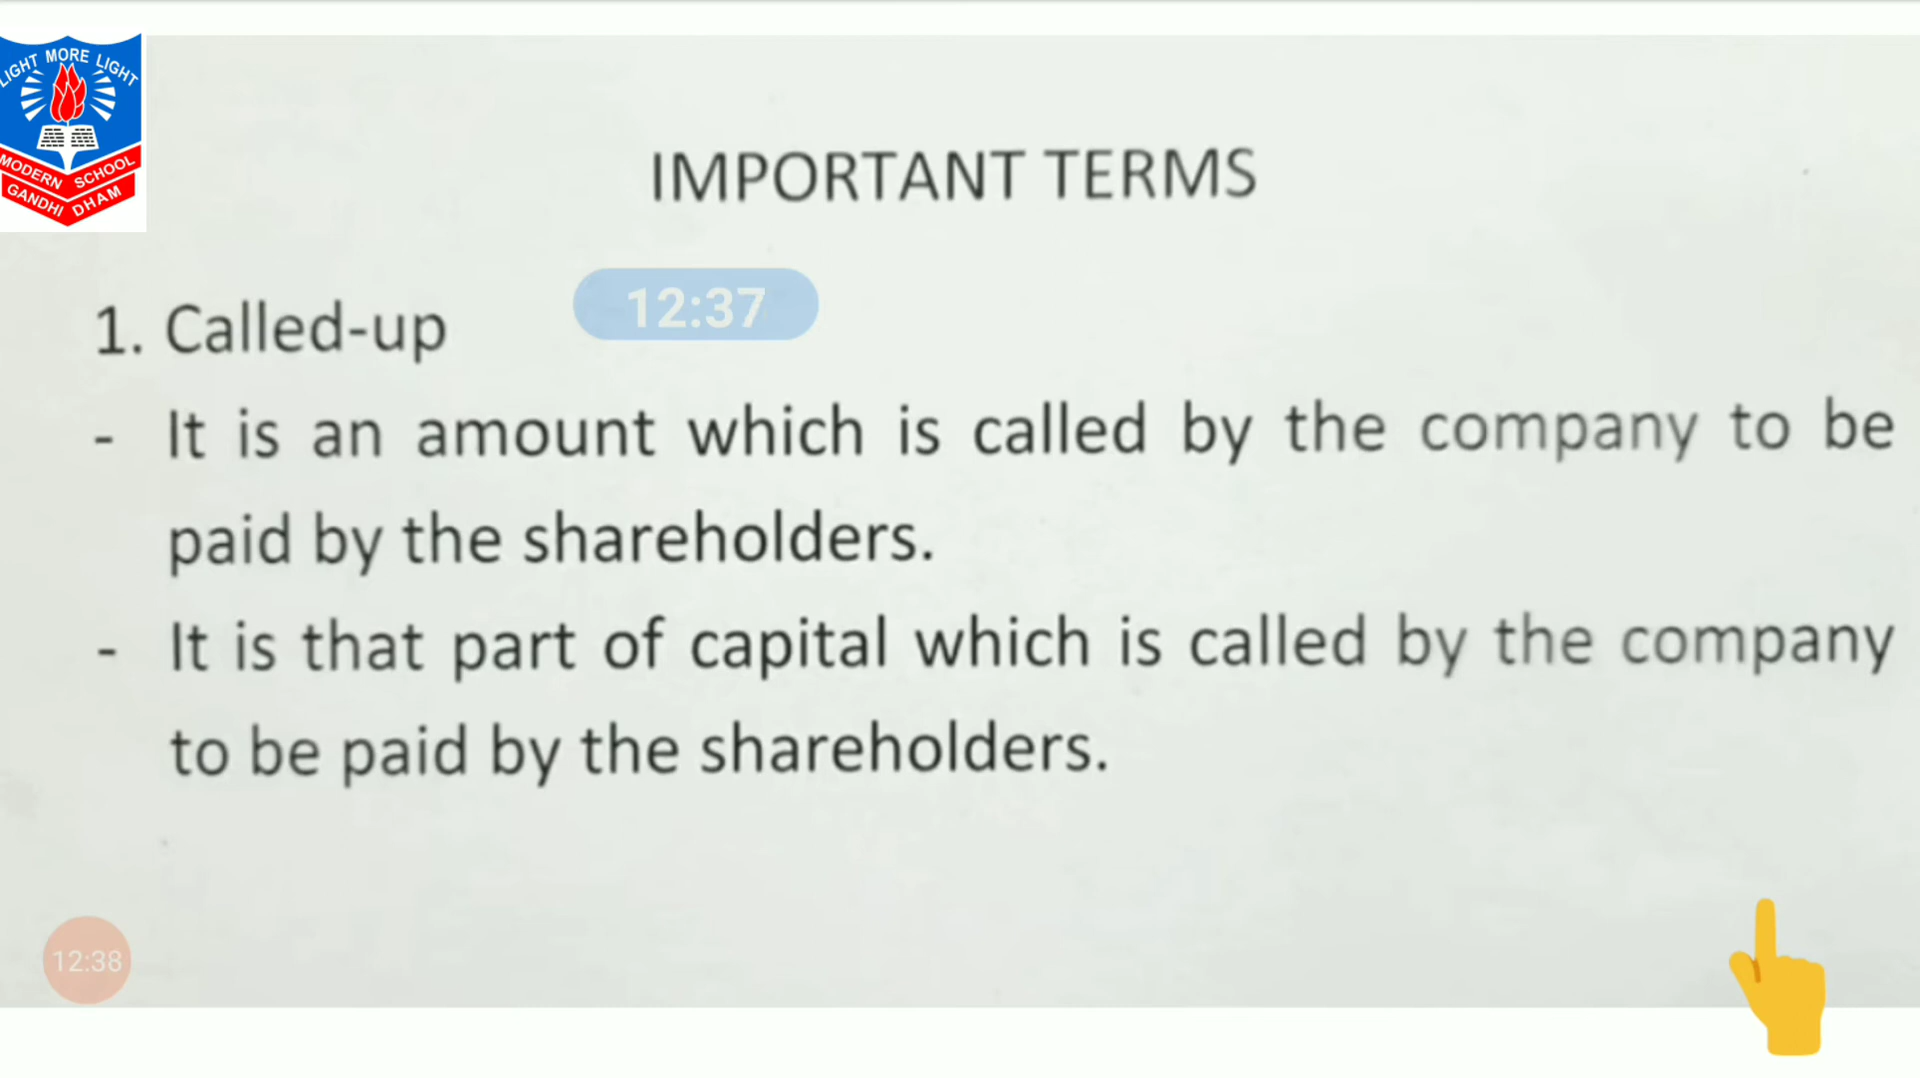 LIGHT MORE LIGHT
MODERN SCHOOL
GANDHI DHAM
IMPORTANT TERMS
12:37
1. Called-up
- It is an amount which is called by the company to be
paid by the shareholders.
- It is that part of capital which is called by the company
to be paid by the shareholders.
12:38